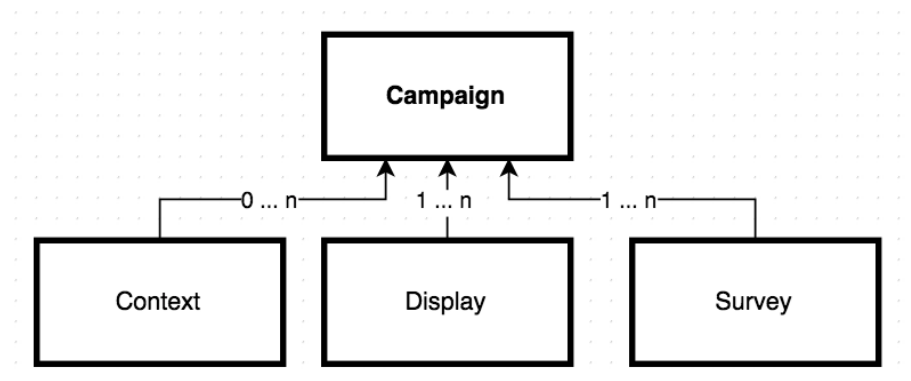 Campaign
0 ... n
1 ... n
1 ... n
Context
Display
Survey